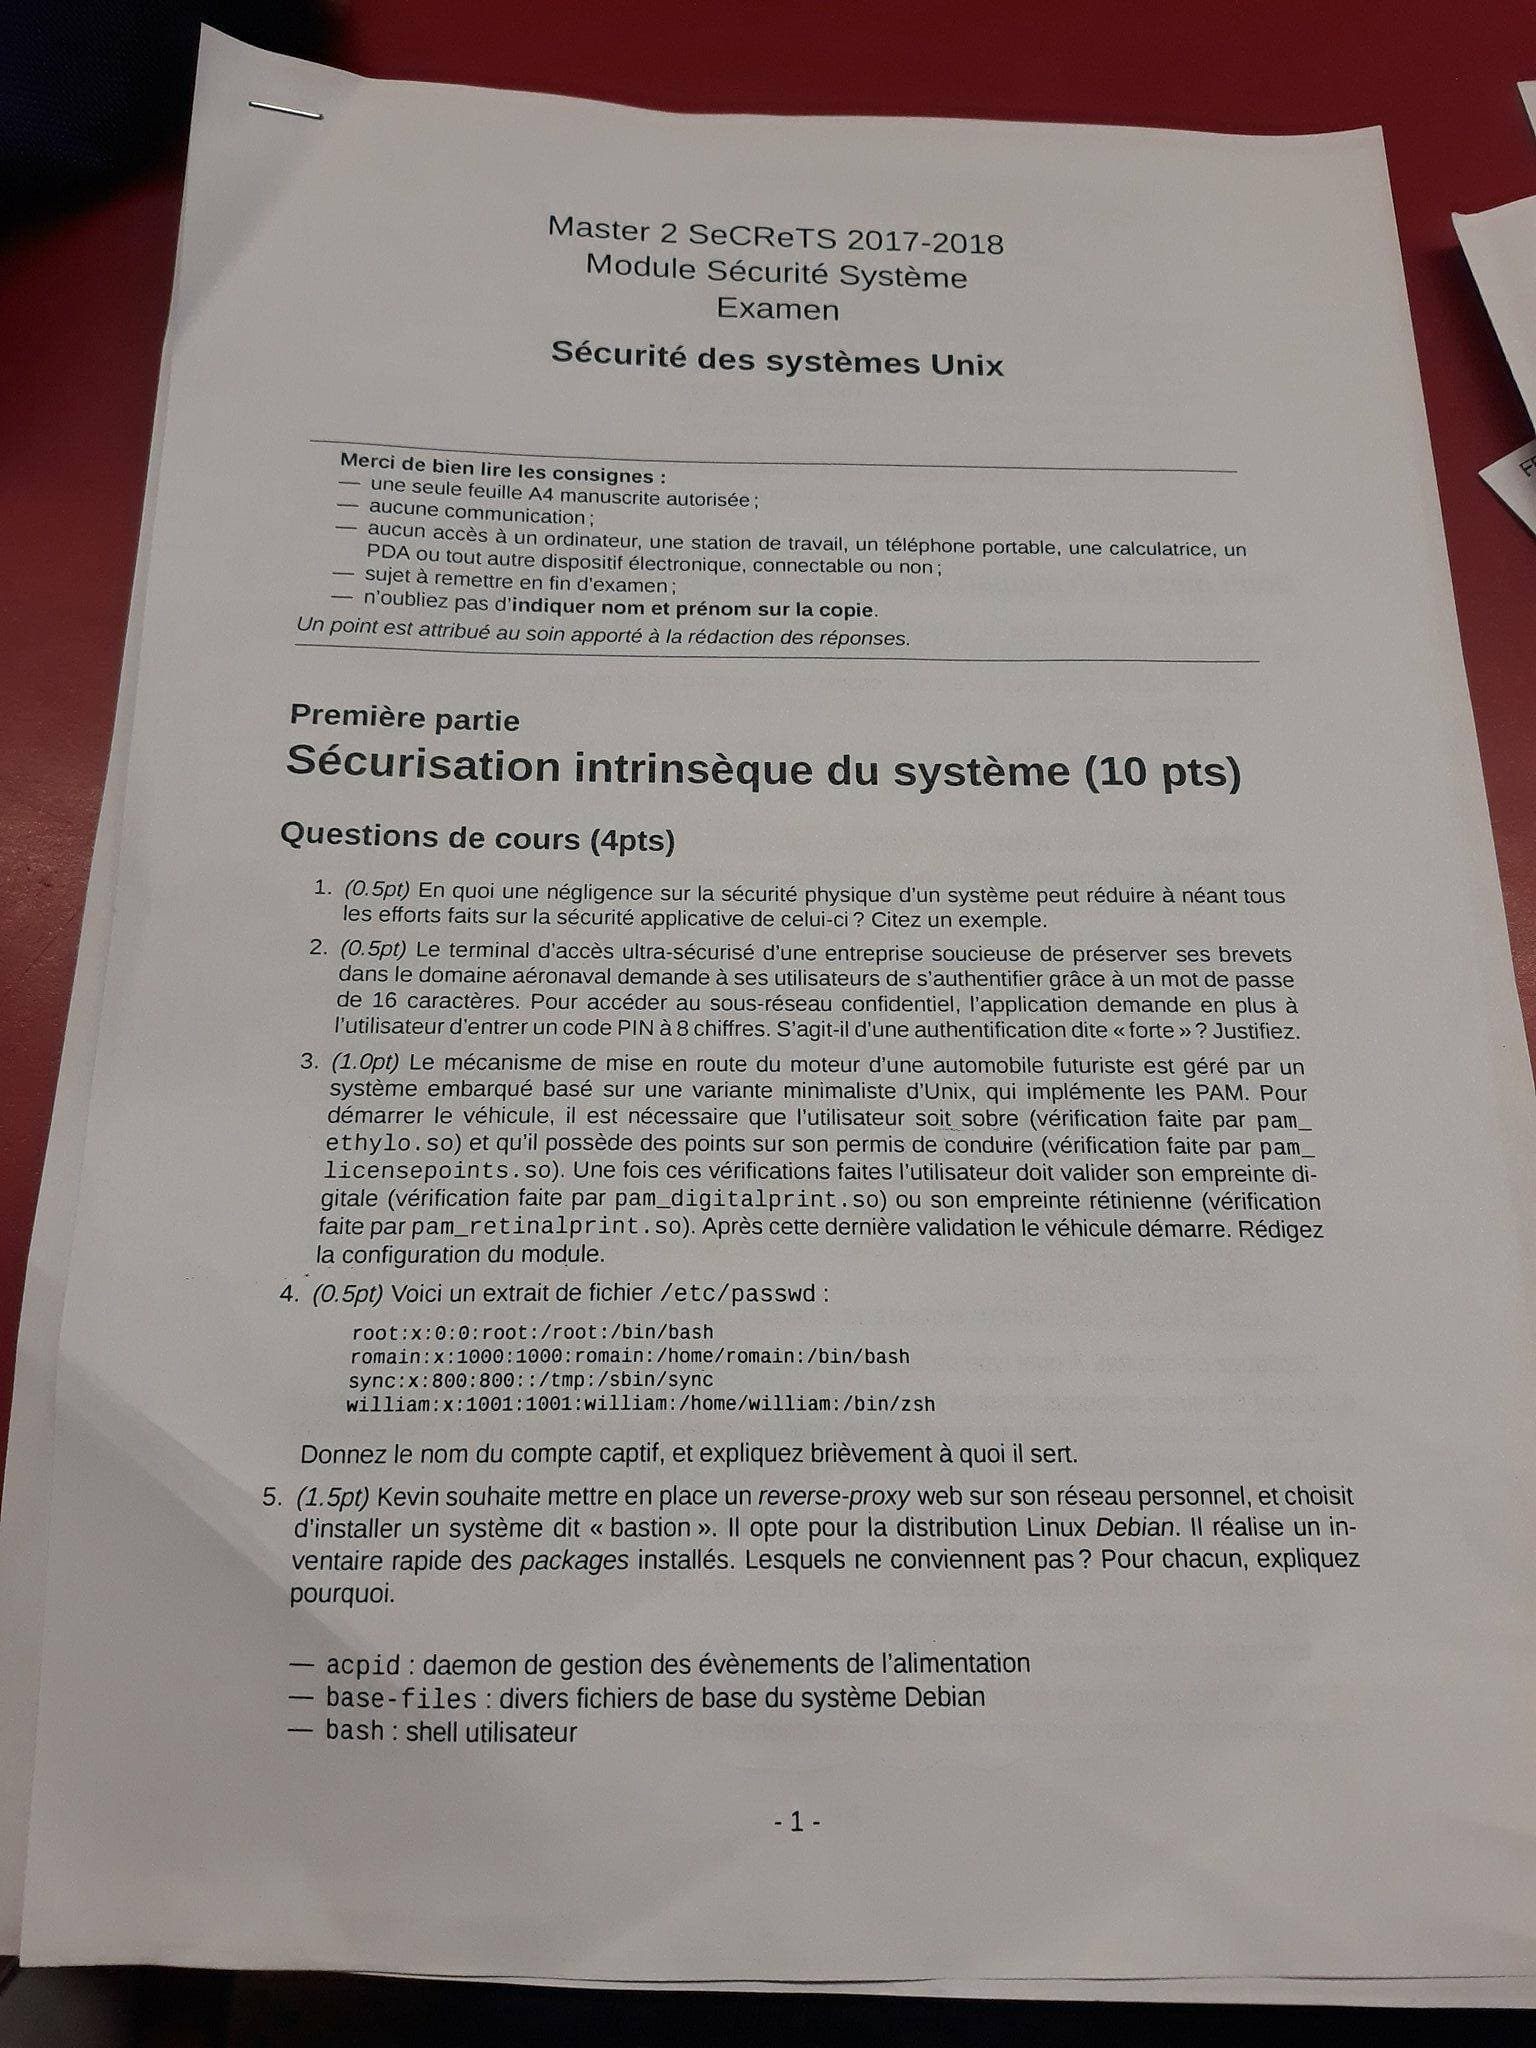 Master 2 SeCReTS 2017-2018
Module Sécurité Système
Examen
Sécurité des systèmes Unix
Merci de bien lire les consignes :
— une seule feuille A4 manuscrite autorisée ;
— aucune communication ;
— aucun accès à un ordinateur, une station de travail, un téléphone portable, une calculatrice, un
PDA ou tout autre dispositif électronique, connectable ou non ;
— sujet à remettre en fin d'examen ;
— n'oubliez pas d'indiquer nom et prénom sur la copie.
Un point est attribué au soin apporté à la rédaction des réponses.
Première partie
Sécurisation intrinsèque du système (10 pts)
Questions de cours (4pts)
1. (0.5pt) En quoi une négligence sur la sécurité physique d'un système peut réduire à néant tous
les efforts faits sur la sécurité applicative de celui-ci ? Citez un exemple.
2. (0.5pt) Le terminal d'accès ultra-sécurisé d'une entreprise soucieuse de préserver ses brevets
dans le domaine aéronaval demande à ses utilisateurs de s'authentifier grâce à un mot de passe
de 16 caractères. Pour accéder au sous-réseau confidentiel, l'application demande en plus à
l'utilisateur d'entrer un code PIN à 8 chiffres. S'agit-il d'une authentification dite « forte » ? Justifiez.
3. (1.0pt) Le mécanisme de mise en route du moteur d'une automobile futuriste est géré par un
système embarqué basé sur une variante minimaliste d'Unix, qui implémente les PAM. Pour
démarrer le véhicule, il est nécessaire que l'utilisateur soit sobre (vérification faite par pam_
ethylo.so) et qu'il possède des points sur son permis de conduire (vérification faite par pam_
licensepoints.so). Une fois ces vérifications faites l'utilisateur doit valider son empreinte di-
gitale (vérification faite par pam_digitalprint.so) ou son empreinte rétinienne (vérification
faite par pam_retinalprint.so). Après cette dernière validation le véhicule démarre. Rédigez
la configuration du module.
4. (0.5pt) Voici un extrait de fichier /etc/passwd :
root:x:0:0:root:/root:/bin/bash
romain:x:1000:1000:romain:/home/romain:/bin/bash
sync:x:800:800::/tmp:/sbin/sync
william:x:1001:1001:william:/home/william:/bin/zsh
Donnez le nom du compte captif, et expliquez brièvement à quoi il sert.
5. (1.5pt) Kevin souhaite mettre en place un reverse-proxy web sur son réseau personnel, et choisit
d'installer un système dit « bastion ». Il opte pour la distribution Linux Debian. Il réalise un in-
ventaire rapide des packages installés. Lesquels ne conviennent pas ? Pour chacun, expliquez
pourquoi.
— acpid : daemon de gestion des évènements de l'alimentation
— base-files : divers fichiers de base du système Debian
— bash : shell utilisateur
- 1 -